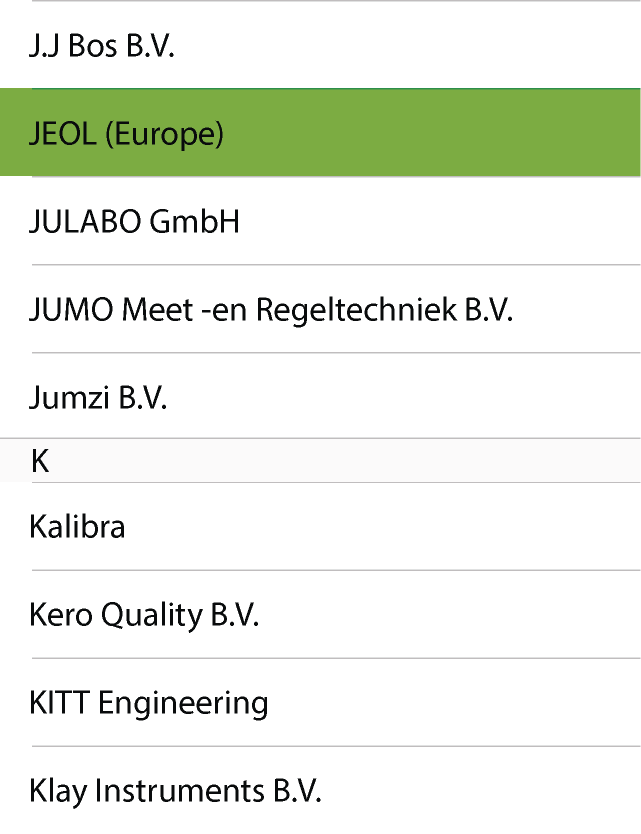 J.J Bos B.V.
JEOL (Europe)
JULABO GmbH
JUMO Meet -en Regeltechniek B.V.
Jumzi B.V.
K
Kalibra
Kero Quality B.V.
KITT Engineering
Klay Instruments B.V.